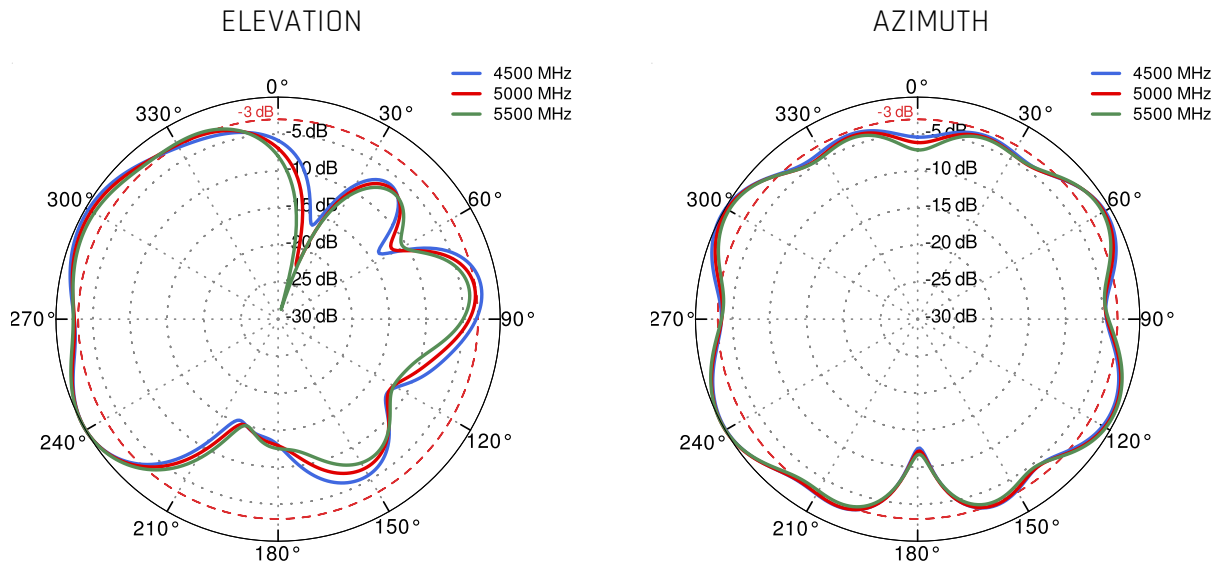 ELEVATION
4500 MHz
5000 MHz
5500 MHz
0°
-3 dB
330°
30°
-5 dB
-10 dB
300°
60°
15 dB
-20 dB
25 dB
-30 dB
270°
90°
240°
120°
210°
150°
180°
AZIMUTH
4500 MHz
5000 MHz
5500 MHz
0°
-3 dB
330°
30°
-5 dB
-10 dB
300°
60°
-15 dB
-20 dB
-25 dB
-30 dB
270°
90°
240°
120°
210°
150°
180°